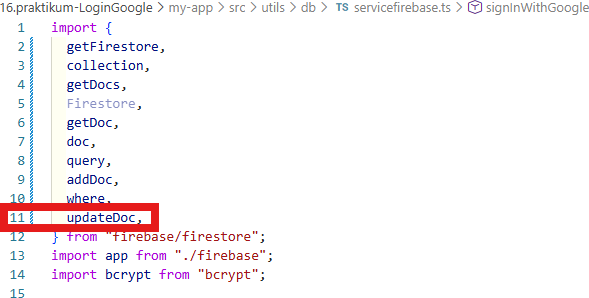 16.praktikum-LoginGoogle > my-app > src > utils > db > TS servicefirebase.ts > signInWithGoogle
1 import {
2 getFirestore,
3 collection,
4 getDocs,
5 Firestore,
6 getDoc,
7 doc,
8 query,
9 addDoc,
10 where,
11 updateDoc,
12 } from "firebase/firestore";
13 import app from "./firebase";
14 import bcrypt from "bcrypt";
15